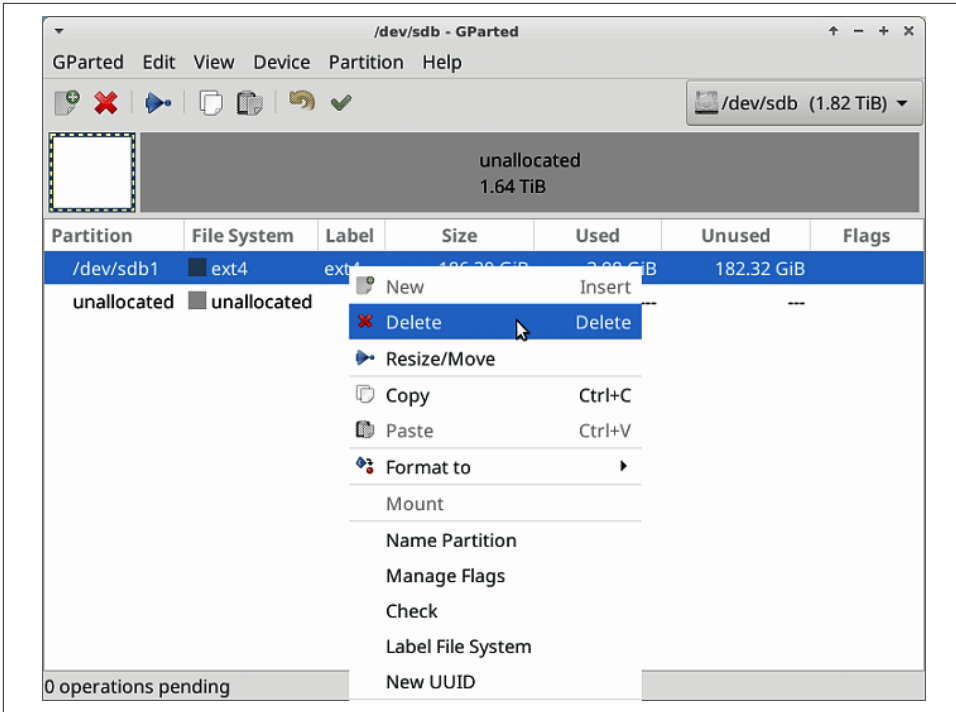 /dev/sdb - GParted
GParted Edit View Device Partition Help
/dev/sdb (1.82 TiB)
unallocated
1.64 TiB
Partition File System Label Size Used Unused Flags
/dev/sdb1 ext4 ext4 182.32 GiB
unallocated unallocated --- ---
New Insert
Delete Delete
Resize/Move
Copy Ctrl+C
Paste Ctrl+V
Format to
Mount
Name Partition
Manage Flags
Check
Label File System
New UUID
0 operations pending